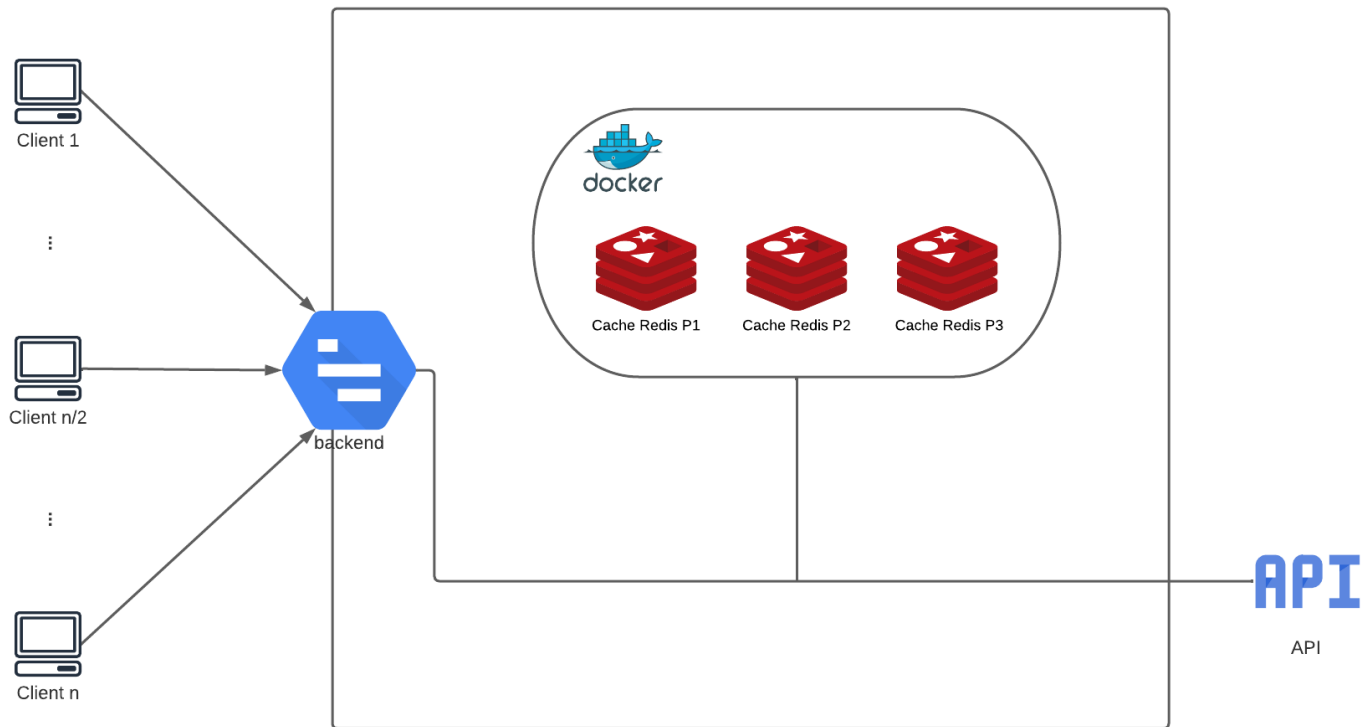 Client 1
...
Client n/2
...
Client n
backend
docker
Cache Redis P1
Cache Redis P2
Cache Redis P3
API
API